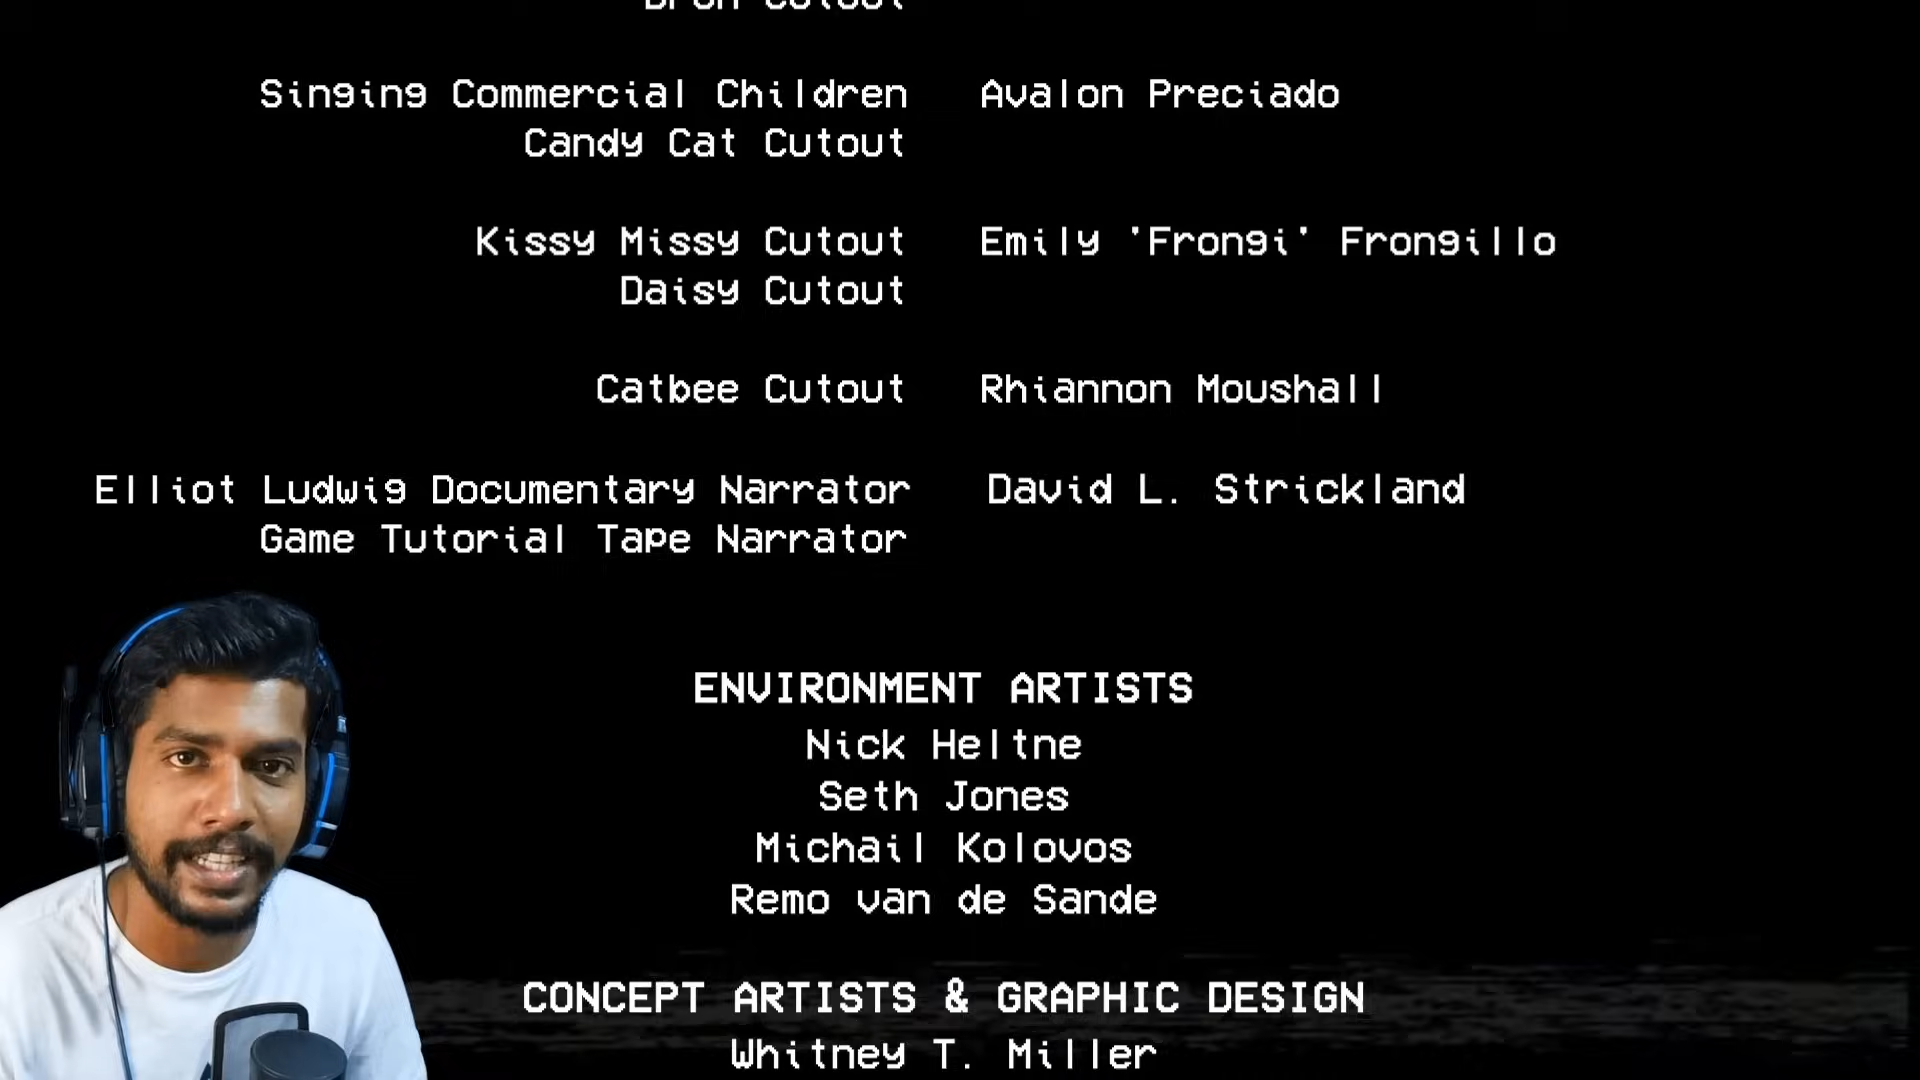 Bron Cutout
Singing Commercial Children Avalon Preciado
Candy Cat Cutout
Kissy Missy Cutout Emily 'Frongi' Frongillo
Daisy Cutout
Catbee Cutout Rhiannon Moushall
Elliot Ludwig Documentary Narrator David L. Strickland
Game Tutorial Tape Narrator
ENVIRONMENT ARTISTS
Nick Heltne
Seth Jones
Michail Kolovos
Remo van de Sande
CONCEPT ARTISTS & GRAPHIC DESIGN
Whitney T. Miller